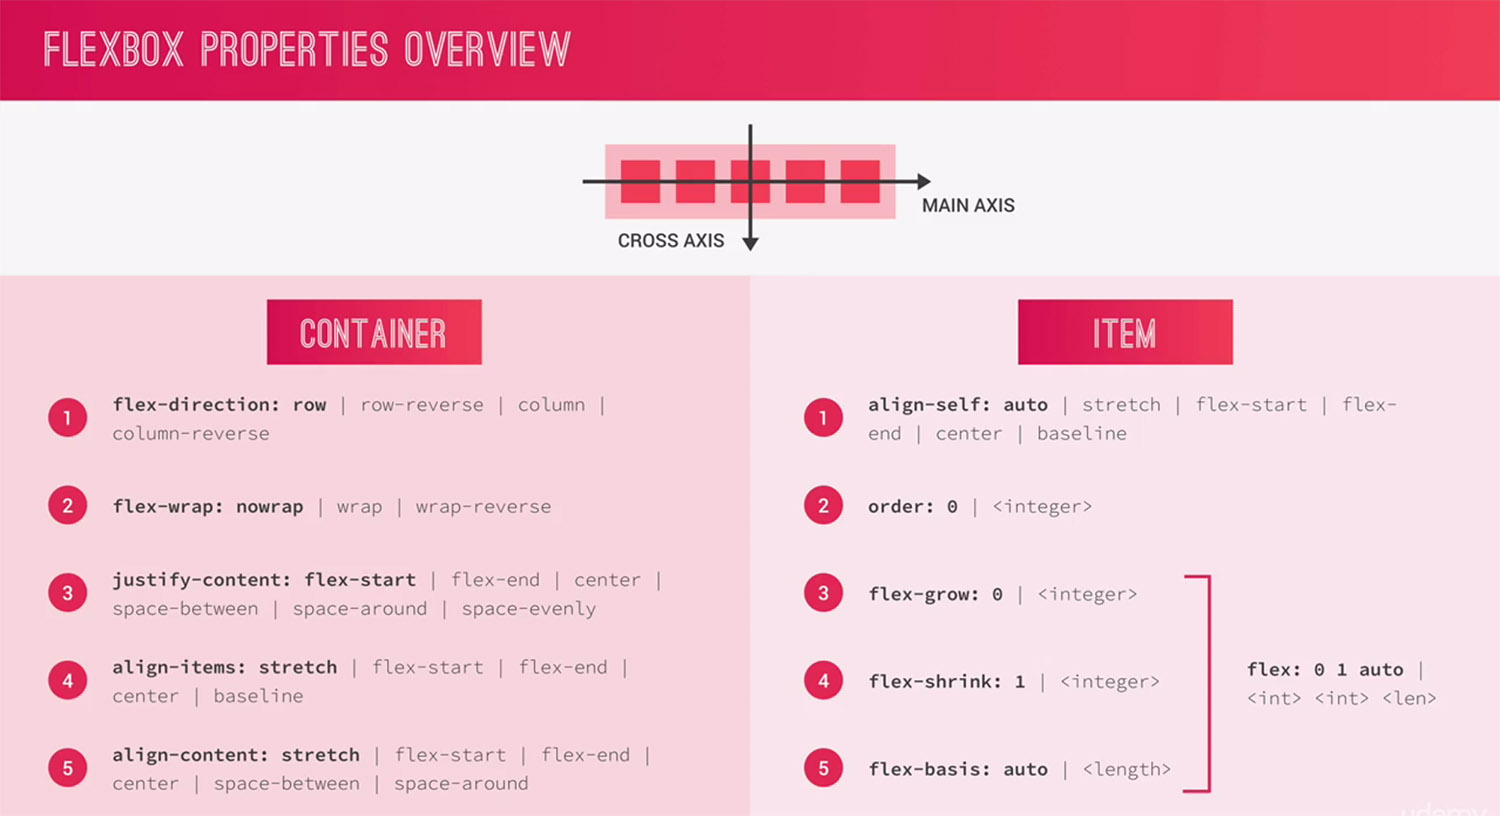 FLEXBOX PROPERTIES OVERVIEW
MAIN AXIS
CROSS AXIS
CONTAINER
1 flex-direction: row | row-reverse | column |
column-reverse
2 flex-wrap: nowrap | wrap | wrap-reverse
3 justify-content: flex-start | flex-end | center |
space-between | space-around | space-evenly
4 align-items: stretch | flex-start | flex-end |
center | baseline
5 align-content: stretch | flex-start | flex-end |
center | space-between | space-around
ITEM
1 align-self: auto | stretch | flex-start | flex-
end | center | baseline
2 order: 0 | <integer>
3 flex-grow: 0 | <integer>
4 flex-shrink: 1 | <integer>
5 flex-basis: auto | <length>
flex: 0 1 auto |
<int> <int> <len>
udemy